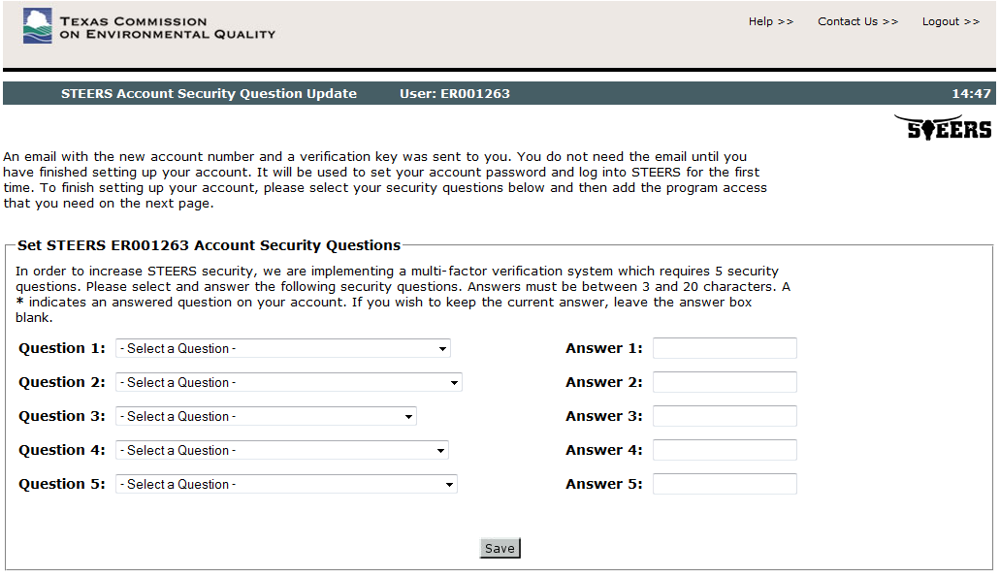 TEXAS COMMISSION
ON ENVIRONMENTAL QUALITY
Help >> Contact Us >> Logout >>
STEERS Account Security Question Update User: ER001263 14:47
STEERS
An email with the new account number and a verification key was sent to you. You do not need the email until you
have finished setting up your account. It will be used to set your account password and log into STEERS for the first
time. To finish setting up your account, please select your security questions below and then add the program access
that you need on the next page.
Set STEERS ER001263 Account Security Questions
In order to increase STEERS security, we are implementing a multi-factor verification system which requires 5 security
questions. Please select and answer the following security questions. Answers must be between 3 and 20 characters. A
* indicates an answered question on your account. If you wish to keep the current answer, leave the answer box
blank.
Question 1: - Select a Question - Answer 1:
Question 2: - Select a Question - Answer 2:
Question 3: - Select a Question - Answer 3:
Question 4: - Select a Question - Answer 4:
Question 5: - Select a Question - Answer 5:
Save